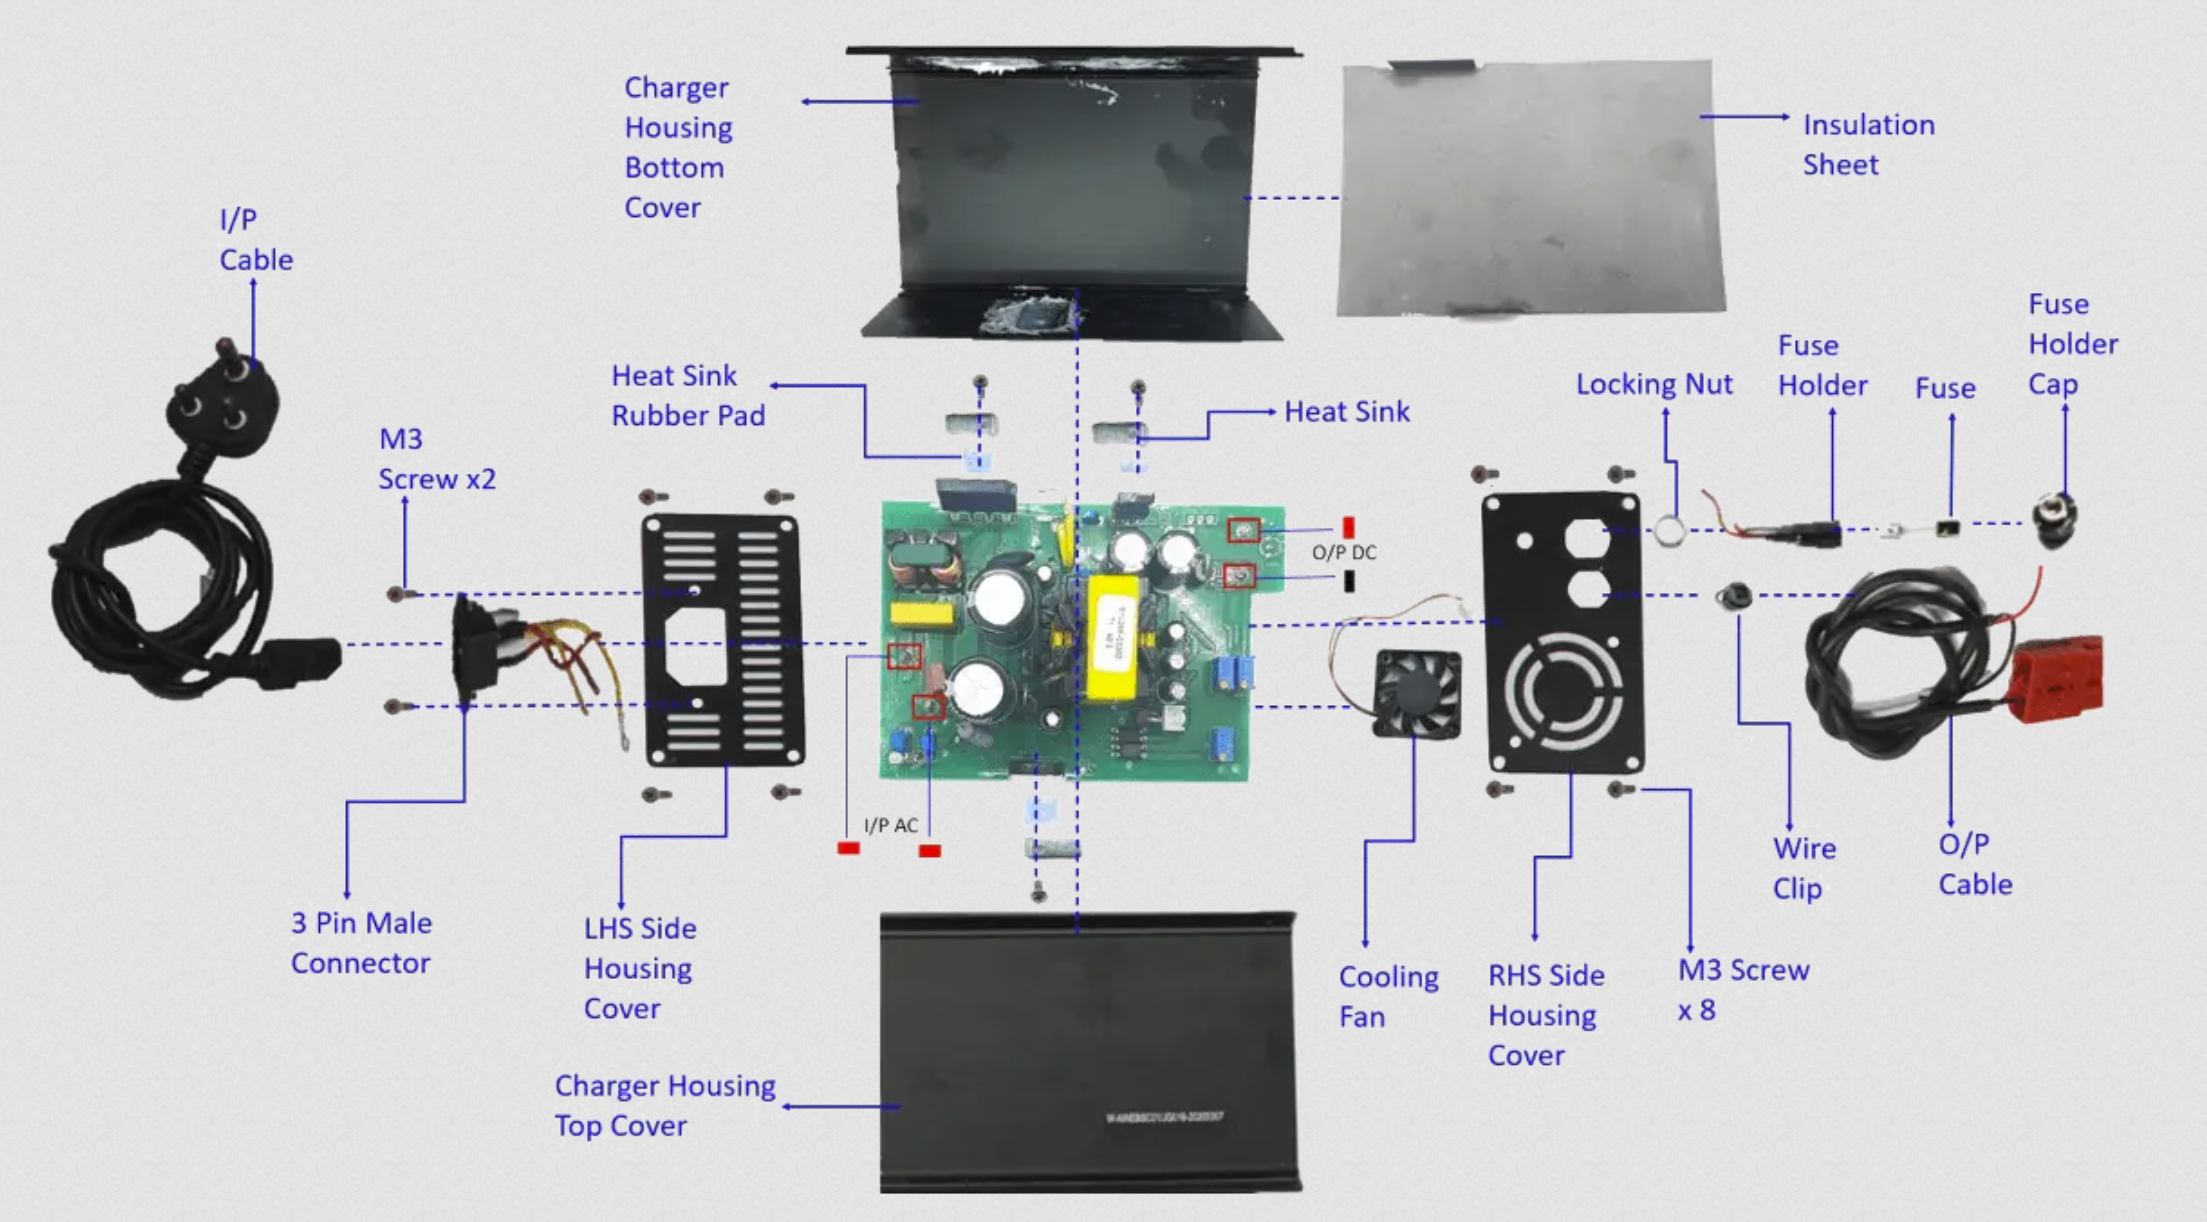 Charger
Housing
Bottom
Cover
Insulation
Sheet
I/P
Cable
Fuse
Holder
Cap
Fuse
Holder
Fuse
Locking Nut
Heat Sink
Rubber Pad
Heat Sink
M3
Screw x2
O/P DC
I/P AC
3 Pin Male
Connector
LHS Side
Housing
Cover
Cooling
Fan
RHS Side
Housing
Cover
M3 Screw
x 8
Wire
Clip
O/P
Cable
Charger Housing
Top Cover